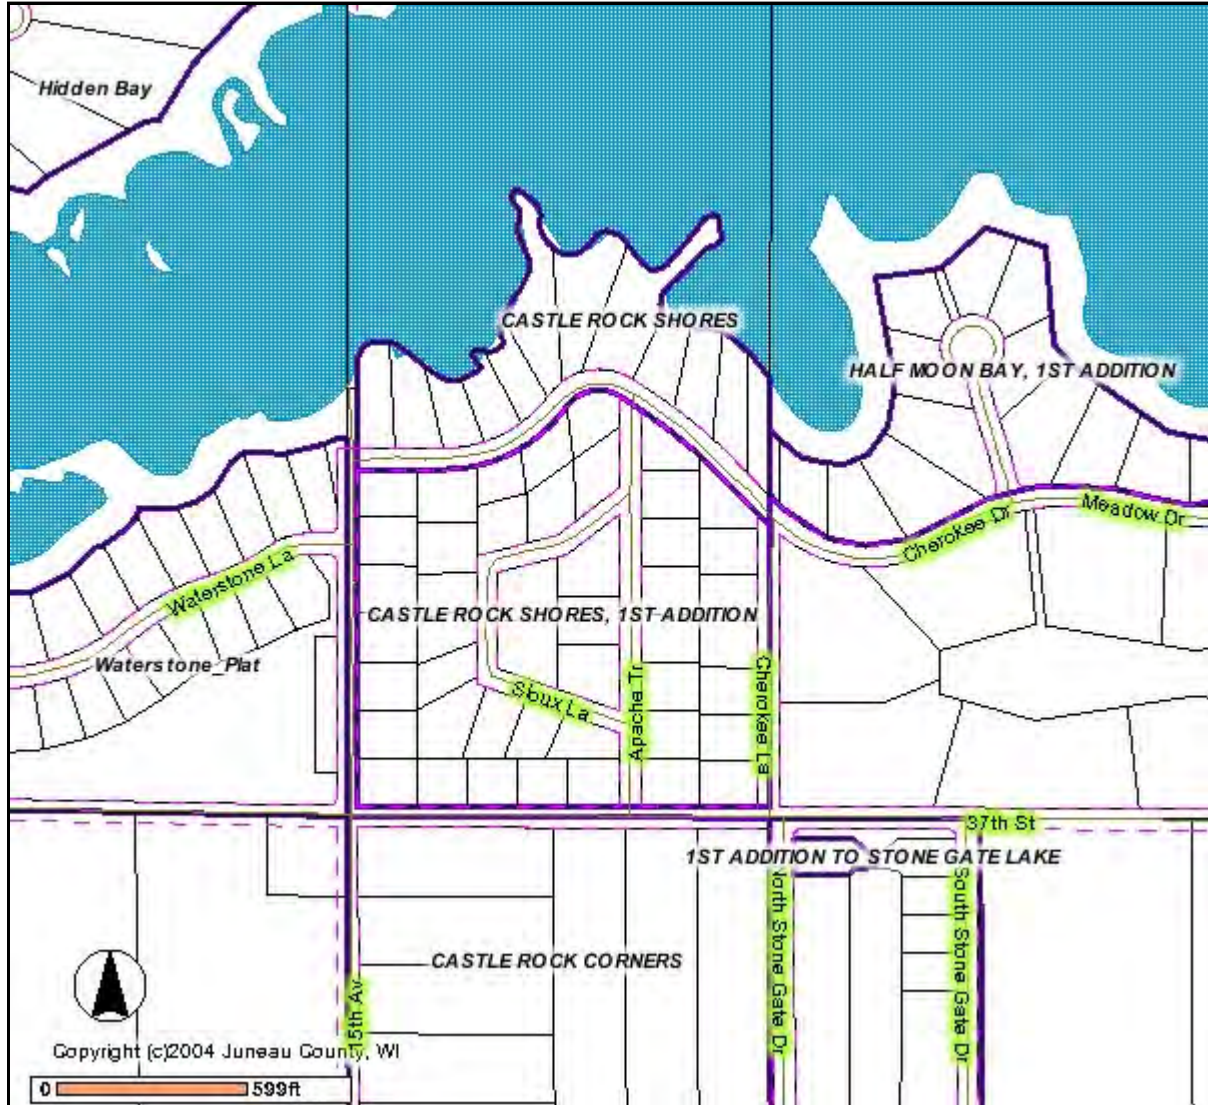 Hidden Bay
CASTLE ROCK SHORES
HALF MOON BAY, 1ST ADDITION
Meadow Dr
Cherokee Dr
Waterstone La
CASTLE ROCK SHORES, 1ST ADDITION
Waterstone_Plat
Sioux La
Apache Tr
Cherokee La
37th St
1ST ADDITION TO STONE GATE LAKE
North Stone Gate Dr
South Stone Gate Dr
CASTLE ROCK CORNERS
15th Av
Copyright (c)2004 Juneau County, WI
0 599ft